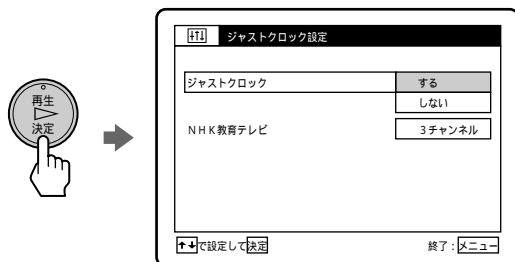 再生
決定
ジャストクロック設定
ジャストクロック
する
しない
NHK教育テレビ
3チャンネル
↑↓で設定して決定
終了:メニュー